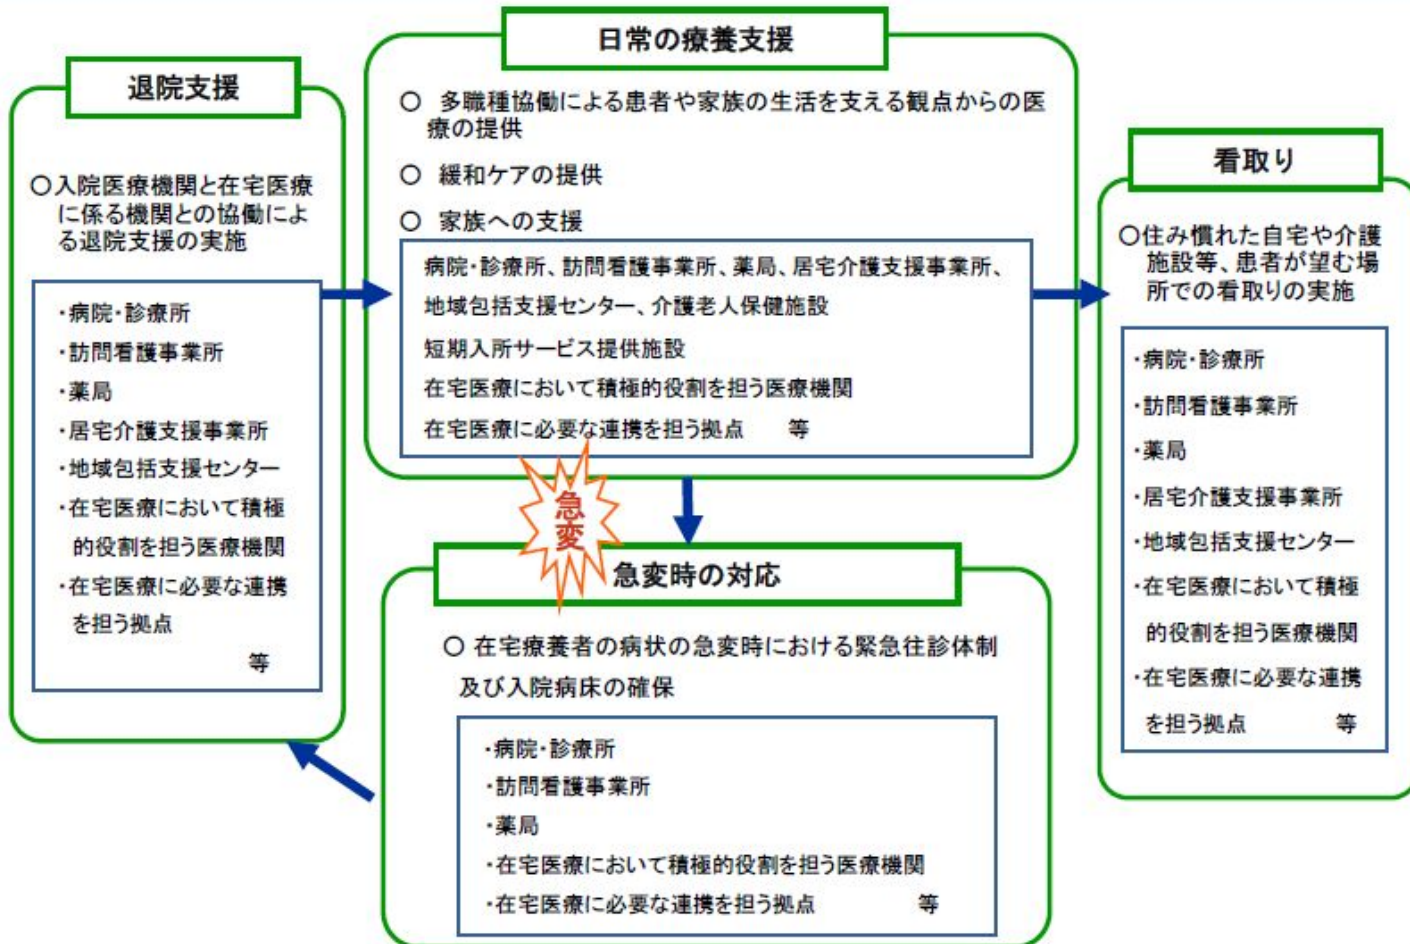 退院支援
○入院医療機関と在宅医療
に係る機関との協働によ
る退院支援の実施
・病院・診療所
・訪問看護事業所
・薬局
・居宅介護支援事業所
・地域包括支援センター
・在宅医療において積極
的役割を担う医療機関
・在宅医療に必要な連携
を担う拠点
等
日常の療養支援
○ 多職種協働による患者や家族の生活を支える観点からの医
療の提供
○ 緩和ケアの提供
○ 家族への支援
病院・診療所、訪問看護事業所、薬局、居宅介護支援事業所、
地域包括支援センター、介護老人保健施設
短期入所サービス提供施設
在宅医療において積極的役割を担う医療機関
在宅医療に必要な連携を担う拠点 等
急変
急変時の対応
○ 在宅療養者の病状の急変時における緊急往診体制
及び入院病床の確保
・病院・診療所
・訪問看護事業所
・薬局
・在宅医療において積極的役割を担う医療機関
・在宅医療に必要な連携を担う拠点 等
看取り
○住み慣れた自宅や介護
施設等、患者が望む場
所での看取りの実施
・病院・診療所
・訪問看護事業所
・薬局
・居宅介護支援事業所
・地域包括支援センター
・在宅医療において積極
的役割を担う医療機関
・在宅医療に必要な連携
を担う拠点 等